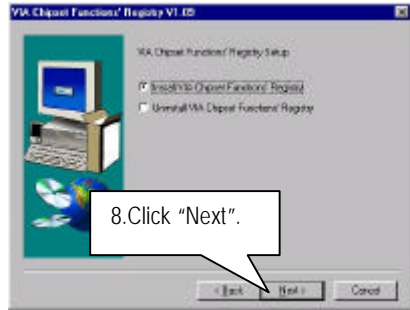 VIA Chipset Functions' Registry V1.05
VIA Chipset Functions' Registry Setup
Install VIA Chipset Functions' Registry
Uninstall VIA Chipset Functions' Registry
8.Click “Next”.
< Back
Next >
Cancel